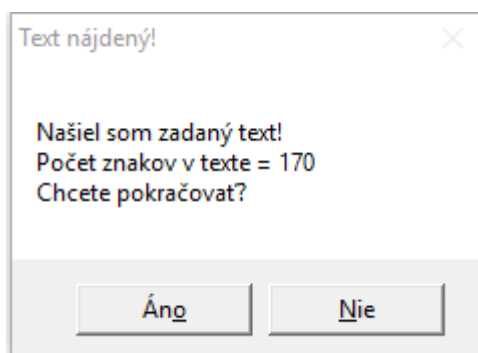 Text nájdený!
Našiel som zadaný text!
Počet znakov v texte = 170
Chcete pokračovať?
Áno
Nie